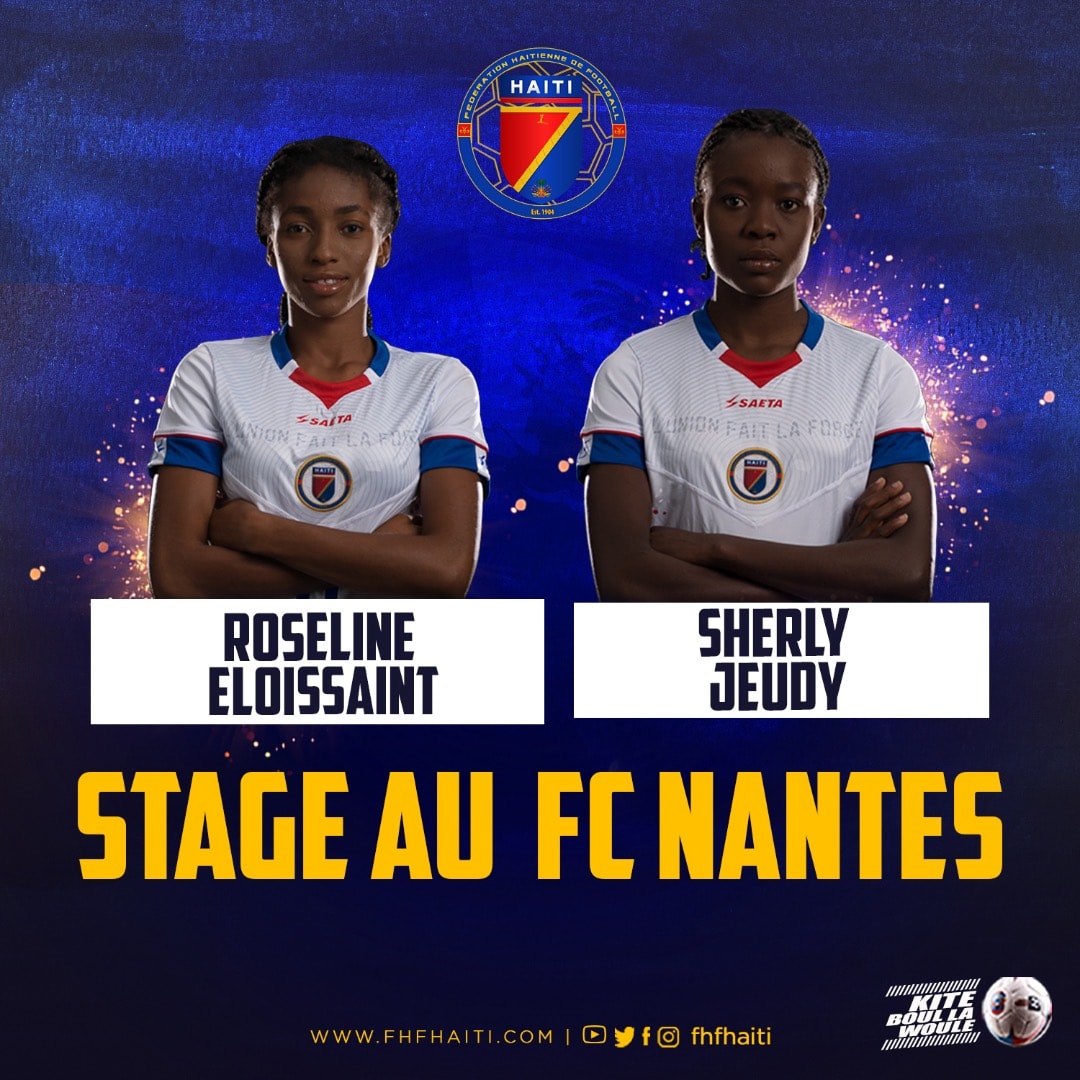 FEDERATION HAITIENNE DE FOOTBALL
HAITI
Est. 1904
SAETA
L'UNION FAIT LA FORCE
HAITI
SAETA
UNION FAIT LA FORCE
HAITI
ROSELINE
ELOISSAINT
SHERLY
JEUDY
STAGE AU FC NANTES
KITE
BOUL LA
WOULE
WWW.FHFHAITI.COM | fhfhaiti